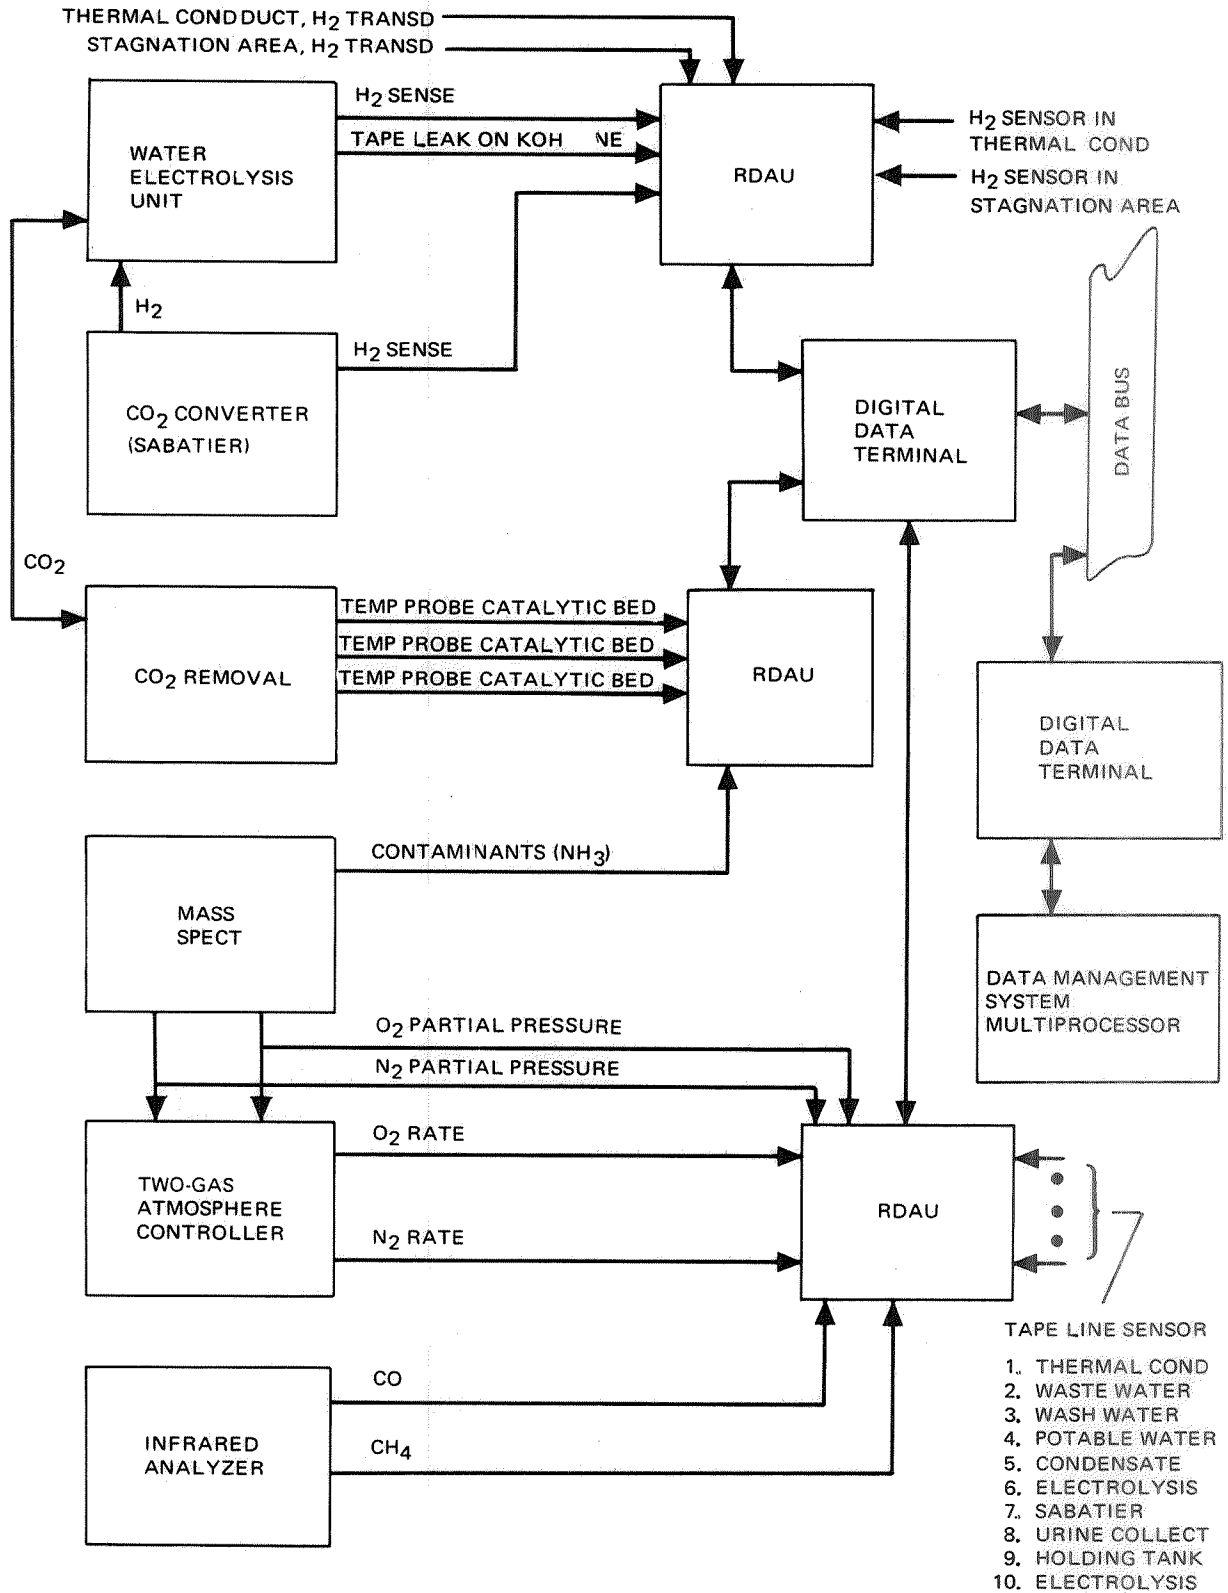 THERMAL CONDDUCT, H2 TRANSD
STAGNATION AREA, H2 TRANSD
H2 SENSE
TAPE LEAK ON KOH NE
WATER
ELECTROLYSIS
UNIT
RDAU
H2 SENSOR IN
THERMAL COND
H2 SENSOR IN
STAGNATION AREA
H2
H2 SENSE
CO2 CONVERTER
(SABATIER)
DIGITAL
DATA
TERMINAL
DATA BUS
CO2
TEMP PROBE CATALYTIC BED
TEMP PROBE CATALYTIC BED
TEMP PROBE CATALYTIC BED
CO2 REMOVAL
RDAU
DIGITAL
DATA
TERMINAL
CONTAMINANTS (NH3)
MASS
SPECT
DATA MANAGEMENT
SYSTEM
MULTIPROCESSOR
O2 PARTIAL PRESSURE
N2 PARTIAL PRESSURE
O2 RATE
TWO-GAS
ATMOSPHERE
CONTROLLER
N2 RATE
RDAU
TAPE LINE SENSOR
1. THERMAL COND
2. WASTE WATER
3. WASH WATER
4. POTABLE WATER
5. CONDENSATE
6. ELECTROLYSIS
7. SABATIER
8. URINE COLLECT
9. HOLDING TANK
10. ELECTROLYSIS
CO
CH4
INFRARED
ANALYZER